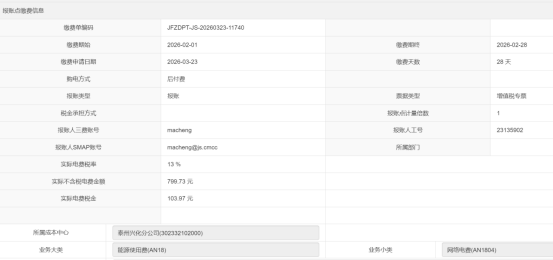 报账点缴费信息
缴费单编码 JFZDPT-JS-20260323-11740
缴费期始 2026-02-01 缴费期终 2026-02-28
缴费申请日期 2026-03-23 缴费天数 28 天
购电方式 后付费
报账类型 报账 票据类型 增值税专票
税金承担方式 报账点计量倍数 1
报账人三费账号 macheng 报账人工号 23135902
报账人SMAP账号 macheng@js.cmcc 所属部门
实际电费税率 13 %
实际不含税电费金额 799.73 元
实际电费税金 103.97 元
所属成本中心 泰州兴化分公司(302332102000)
业务大类 能源使用费(AN18) 业务小类 网络电费(AN1804)